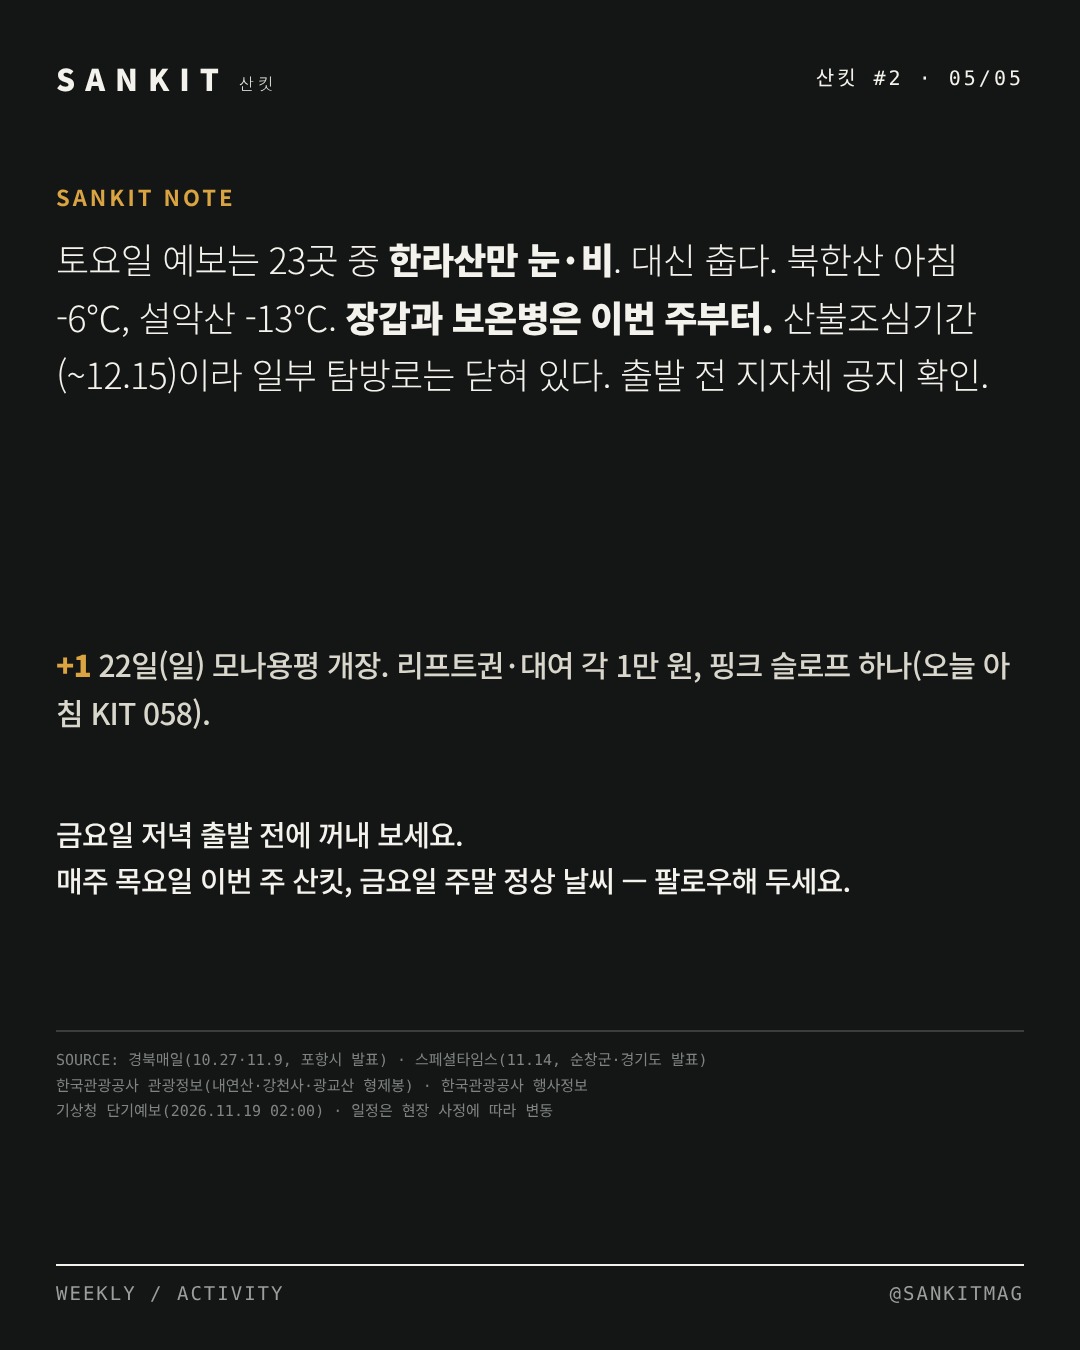 SANKIT 산킷
산킷 #2 · 05/05
SANKIT NOTE
토요일 예보는 23곳 중 한라산만 눈·비. 대신 춥다. 북한산 아침
-6°C, 설악산 -13°C. 장갑과 보온병은 이번 주부터. 산불조심기간
(~12.15)이라 일부 탐방로는 닫혀 있다. 출발 전 지자체 공지 확인.
+1 22일(일) 모나용평 개장. 리프트권·대여 각 1만 원, 핑크 슬로프 하나(오늘 아
침 KIT 058).
금요일 저녁 출발 전에 꺼내 보세요.
매주 목요일 이번 주 산킷, 금요일 주말 정상 날씨 — 팔로우해 두세요.
SOURCE: 경북매일(10.27·11.9, 포항시 발표) · 스페셜타임스(11.14, 순창군·경기도 발표)
한국관광공사 관광정보(내연산·강천사·광교산 형제봉) · 한국관광공사 행사정보
기상청 단기예보(2026.11.19 02:00) · 일정은 현장 사정에 따라 변동
WEEKLY / ACTIVITY
@SANKITMAG